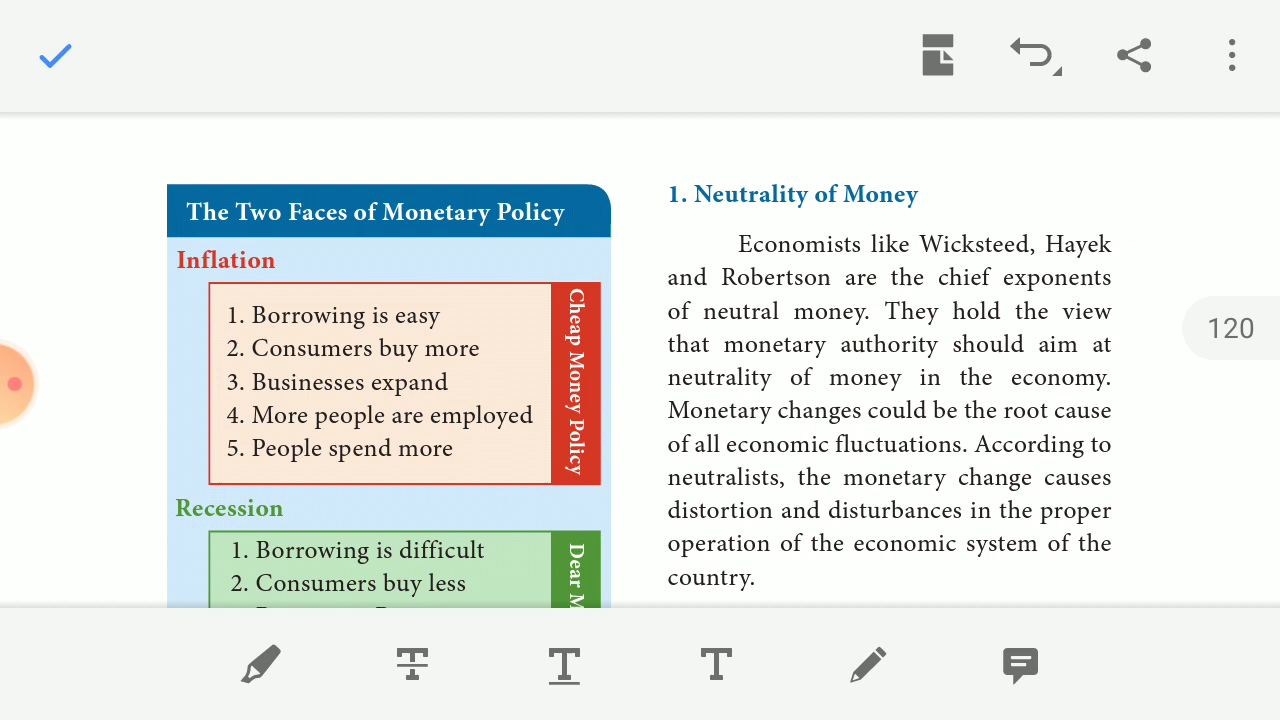 The Two Faces of Monetary Policy
Inflation
1. Borrowing is easy
2. Consumers buy more
3. Businesses expand
4. More people are employed
5. People spend more
Cheap Money Policy
Recession
1. Borrowing is difficult
2. Consumers buy less
Dear M
1. Neutrality of Money
Economists like Wicksteed, Hayek
and Robertson are the chief exponents
of neutral money. They hold the view
that monetary authority should aim at
neutrality of money in the economy.
Monetary changes could be the root cause
of all economic fluctuations. According to
neutralists, the monetary change causes
distortion and disturbances in the proper
operation of the economic system of the
country.
120